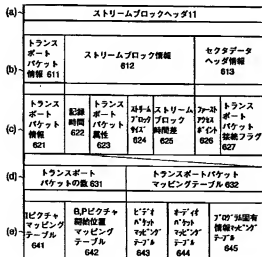 (a) ストリームブロックヘッダ11
(b) トランスポートパケット情報 611 ストリームブロック情報 612 セクタデータヘッダ情報 613
(c) トランスポートパケット情報 621 記録時間 622 トランスポートパケット属性 623 ストリームブロックサイズ 624 ストリームブロック時間差 625 ファーストアクセスポイント 626 トランスポートパケット接続フラグ 627
(d) トランスポートパケットの数 631 トランスポートパケットマッピングテーブル 632
(e) Iピクチャマッピングテーブル 641 B,Pピクチャ開始位置マッピングテーブル 642 ビデオパケットマッピングテーブル 643 オーディオパケットマッピングテーブル 644 プログラム固有情報マッピングテーブル 645